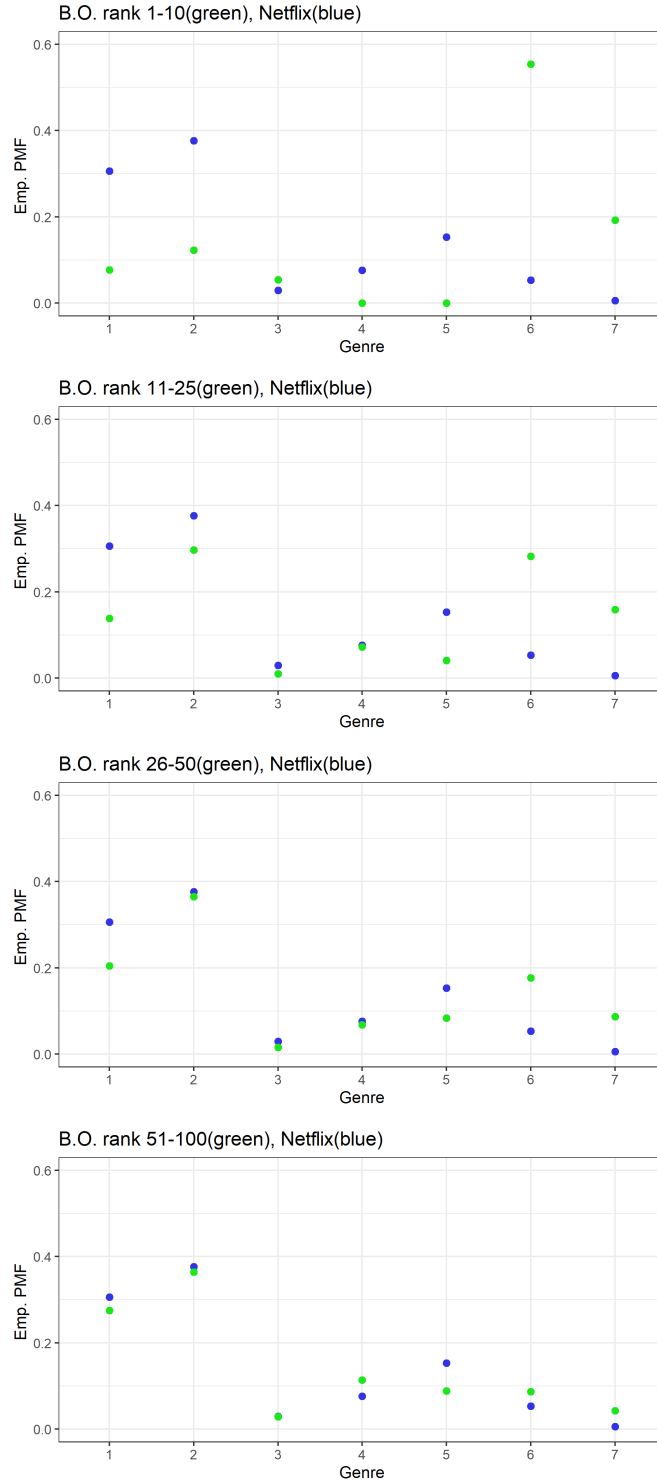 B.O. rank 1-10(green), Netflix(blue)
0.6
0.4
0.2
0.0
Emp. PMF
1 2 3 4 5 6 7
Genre
B.O. rank 11-25(green), Netflix(blue)
0.6
0.4
0.2
0.0
Emp. PMF
1 2 3 4 5 6 7
Genre
B.O. rank 26-50(green), Netflix(blue)
0.6
0.4
0.2
0.0
Emp. PMF
1 2 3 4 5 6 7
Genre
B.O. rank 51-100(green), Netflix(blue)
0.6
0.4
0.2
0.0
Emp. PMF
1 2 3 4 5 6 7
Genre